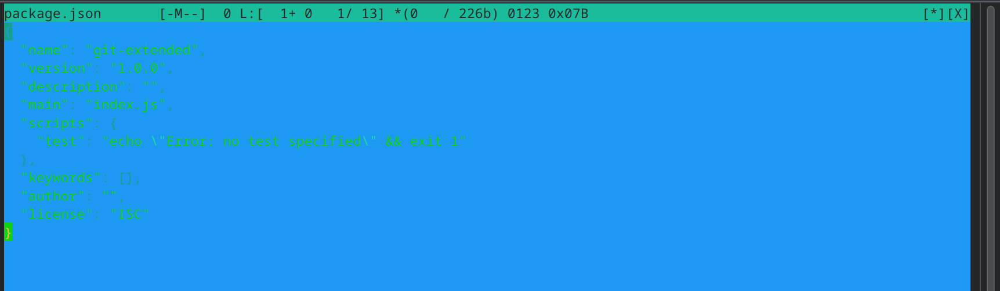 package.json       [-M--]  0 L:[  1+ 0   1/ 13] *(0   / 226b) 0123 0x07B                                         [*][X]
{
  "name": "git-extended",
  "version": "1.0.0",
  "description": "",
  "main": "index.js",
  "scripts": {
    "test": "echo \"Error: no test specified\" && exit 1"
  },
  "keywords": [],
  "author": "",
  "license": "ISC"
}